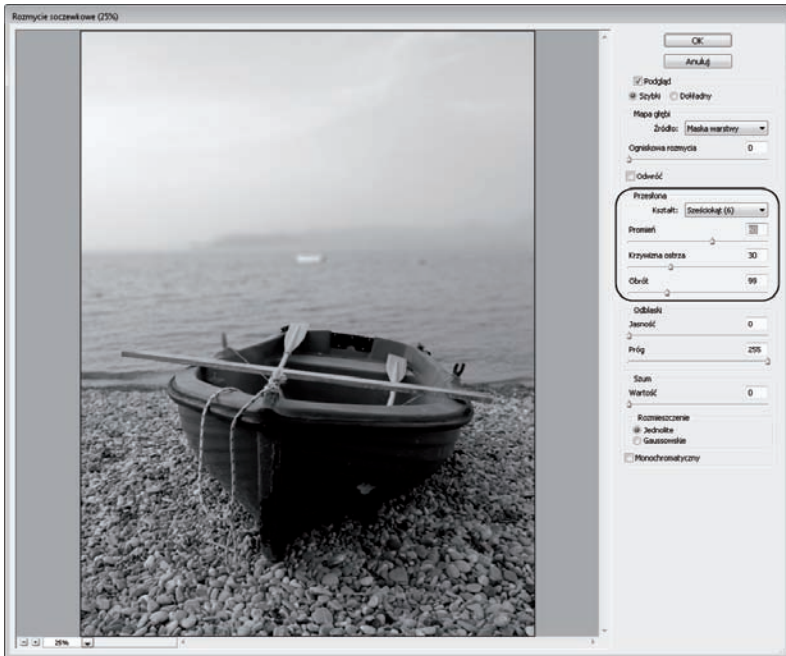 Rozmycie soczewkowe (25%)
OK
Anuluj
Podgląd
Szybki Dokładny
Mapa głębi
Źródło: Maska warstwy
Ogniskowa rozmycia 0
Odwróć
Przesłona
Kształt: Sześciokąt (6)
Promień
Krzywizna ostrza 30
Obrót 99
Odblaski
Jasność 0
Próg 255
Szum
Wartość 0
Rozmieszczenie
Jednolite
Gaussowskie
Monochromatyczny
25%